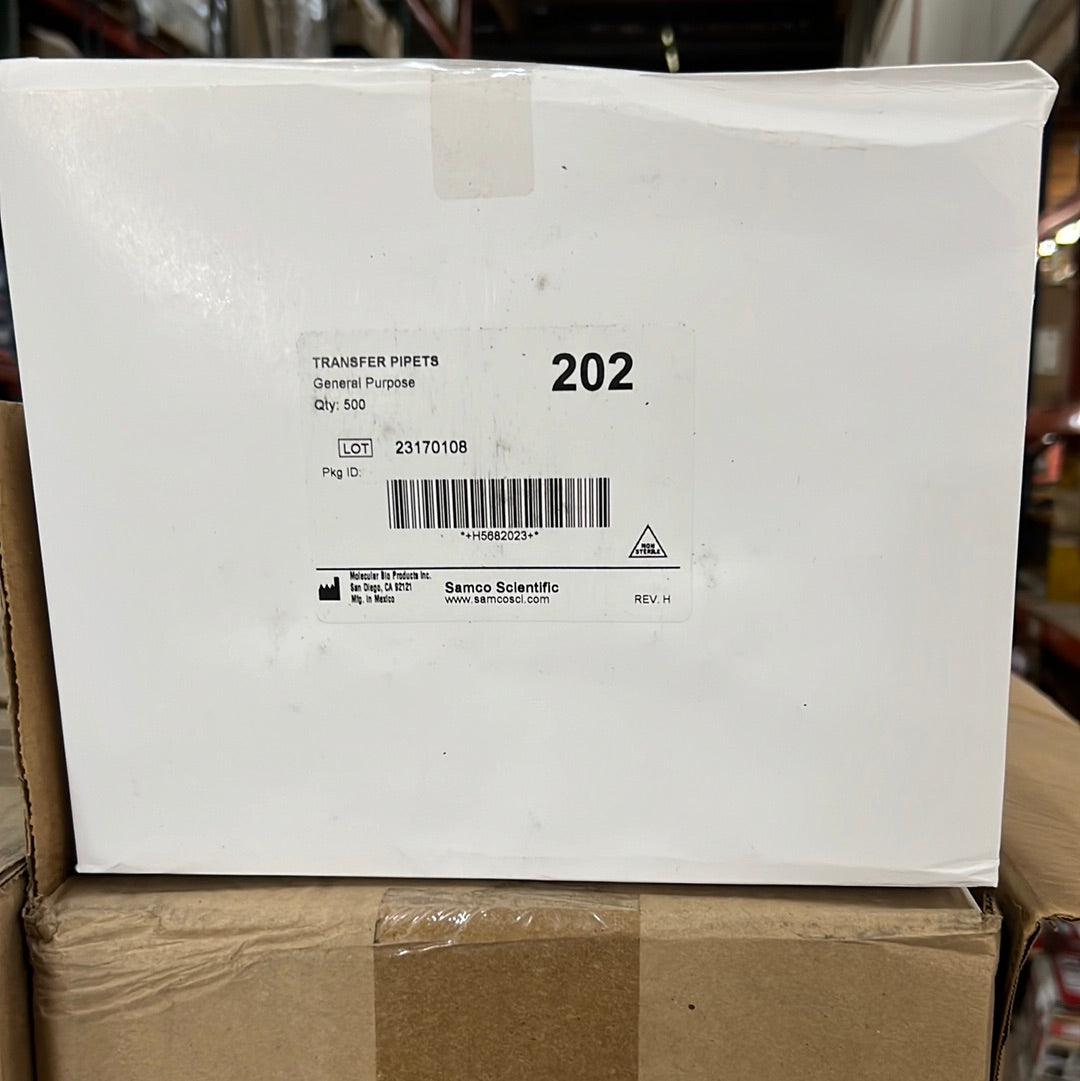 TRANSFER PIPETS
202
General Purpose
Qty: 500
LOT 23170108
Pkg ID:
*+H5682023+*
NON
STERILE
Molecular Bio Products Inc.
San Diego, CA 92121
Mfg. in Mexico
Samco Scientific
www.samcosci.com
REV. H